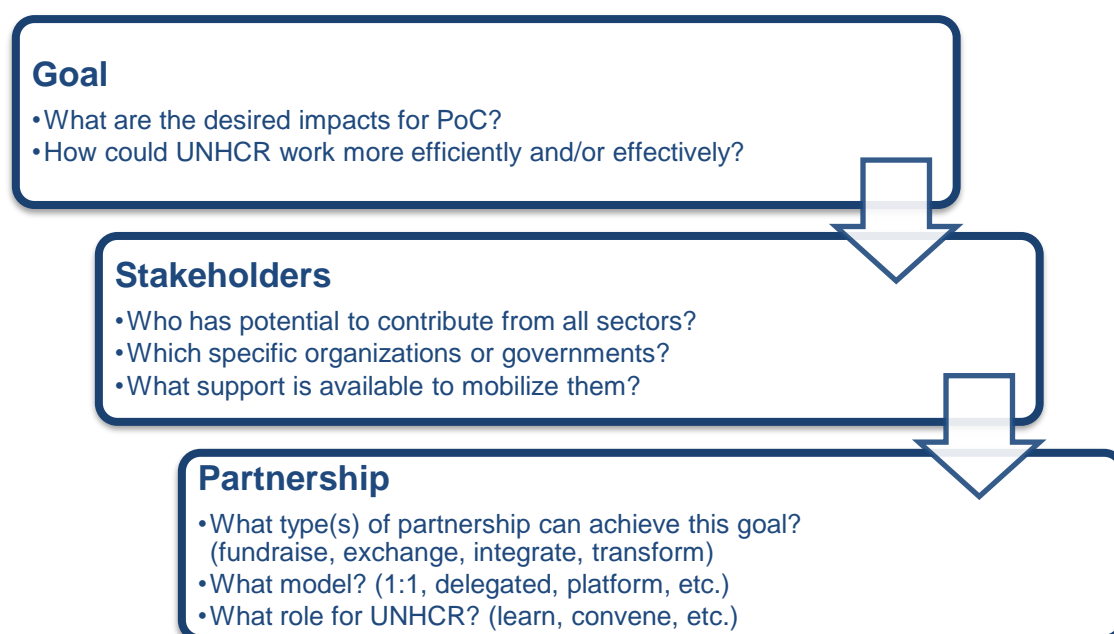 Goal
•What are the desired impacts for PoC?
•How could UNHCR work more efficiently and/or effectively?
Stakeholders
•Who has potential to contribute from all sectors?
•Which specific organizations or governments?
•What support is available to mobilize them?
Partnership
•What type(s) of partnership can achieve this goal?
(fundraise, exchange, integrate, transform)
•What model? (1:1, delegated, platform, etc.)
•What role for UNHCR? (learn, convene, etc.)